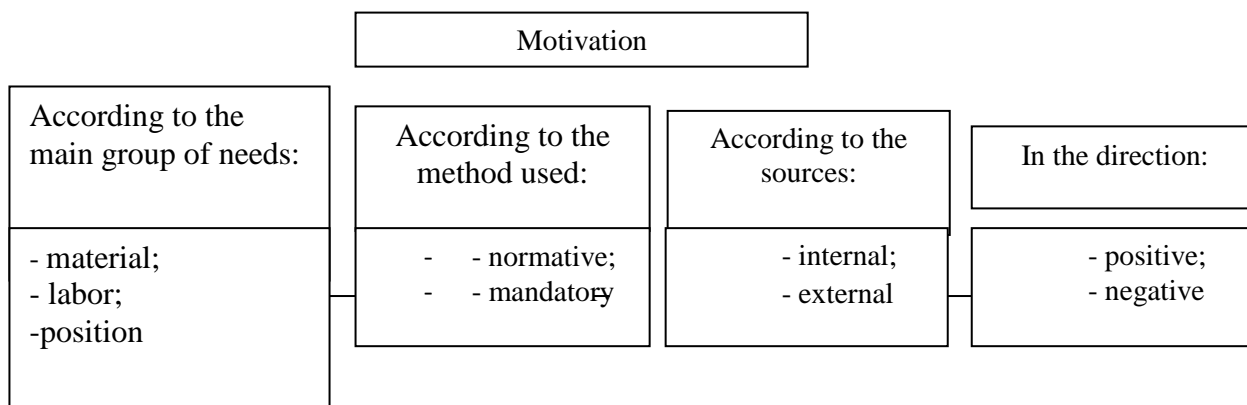 Motivation
According to the
main group of needs:
According to the
method used:
According to the
sources:
In the direction:
- material;
- labor;
-position
- - normative;
- - mandatory
- internal;
- external
- positive;
- negative